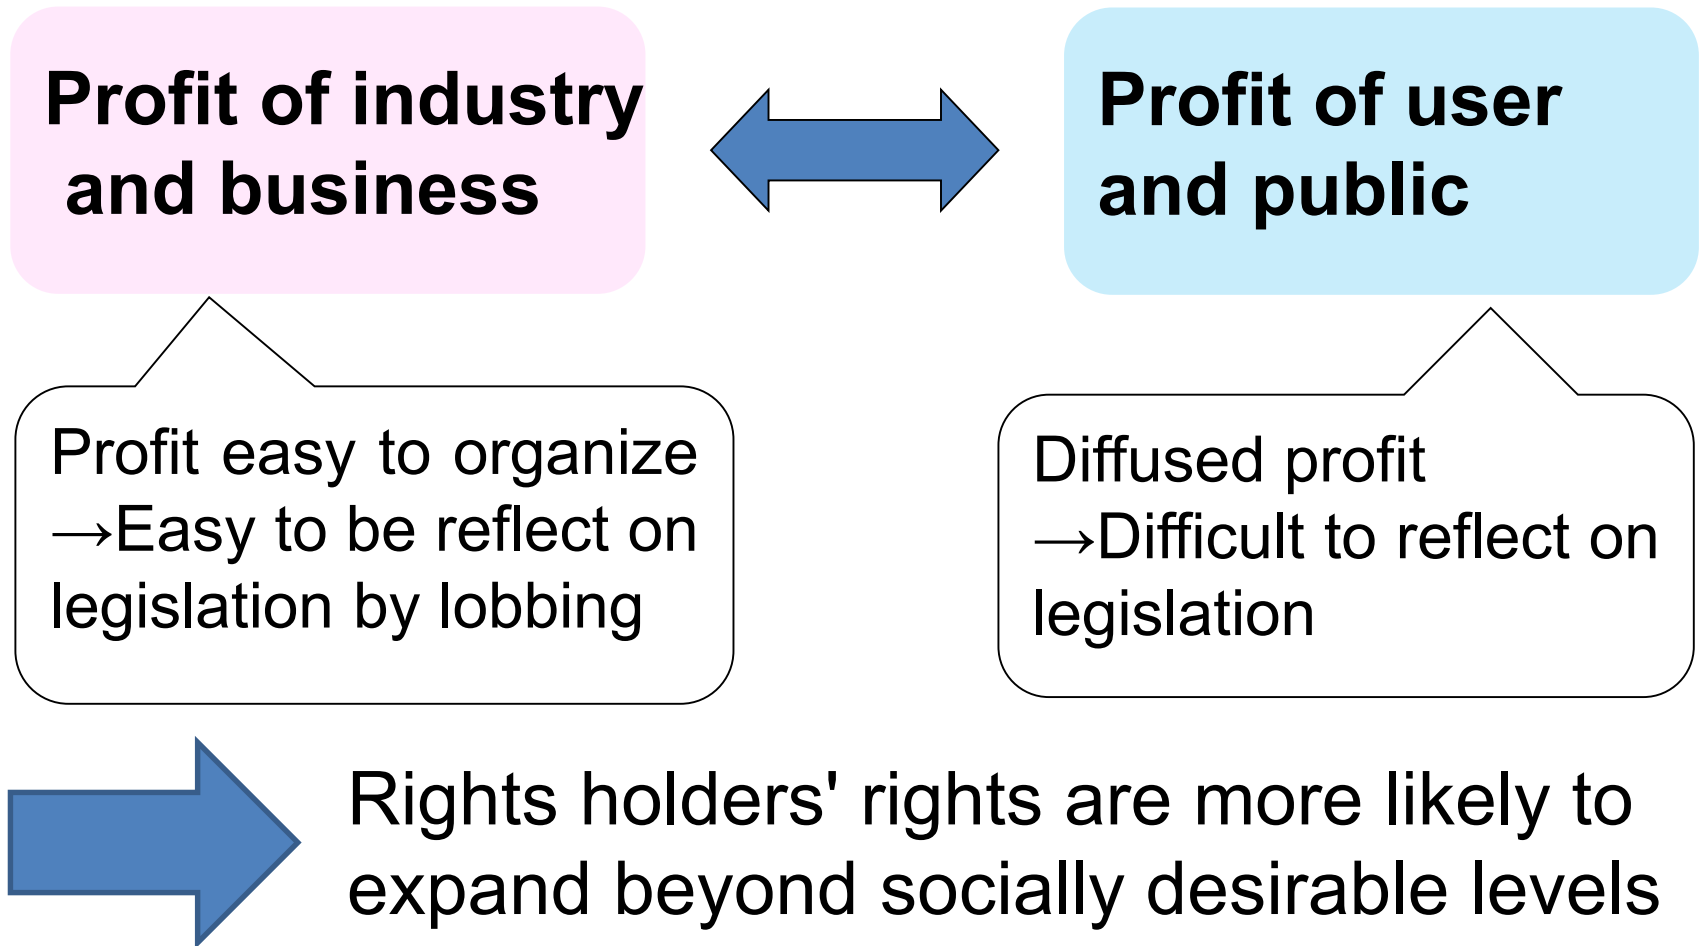 Profit of industry
and business
Profit of user
and public
Profit easy to organize
→Easy to be reflect on
legislation by lobbing
Diffused profit
→Difficult to reflect on
legislation
Rights holders' rights are more likely to
expand beyond socially desirable levels